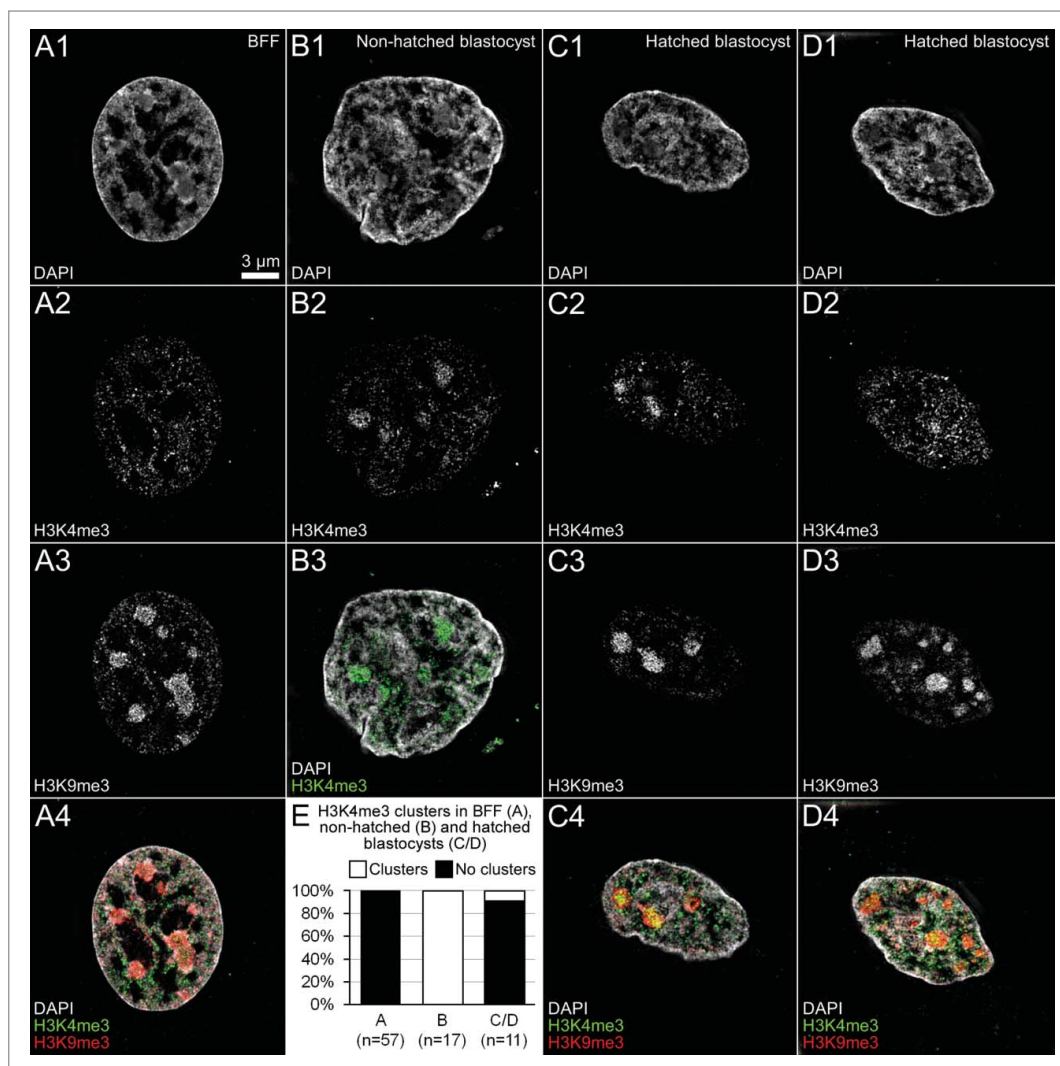 A1
BFF
DAPI
3 µm
B1
Non-hatched blastocyst
DAPI
C1
Hatched blastocyst
DAPI
D1
Hatched blastocyst
DAPI
A2
H3K4me3
B2
H3K4me3
C2
H3K4me3
D2
H3K4me3
A3
H3K9me3
B3
DAPI
H3K4me3
C3
H3K9me3
D3
H3K9me3
A4
DAPI
H3K4me3
H3K9me3
E H3K4me3 clusters in BFF (A),
non-hatched (B) and hatched
blastocysts (C/D)
Clusters No clusters
100%
80%
60%
40%
20%
0%
A B C/D
(n=57) (n=17) (n=11)
C4
DAPI
H3K4me3
H3K9me3
D4
DAPI
H3K4me3
H3K9me3